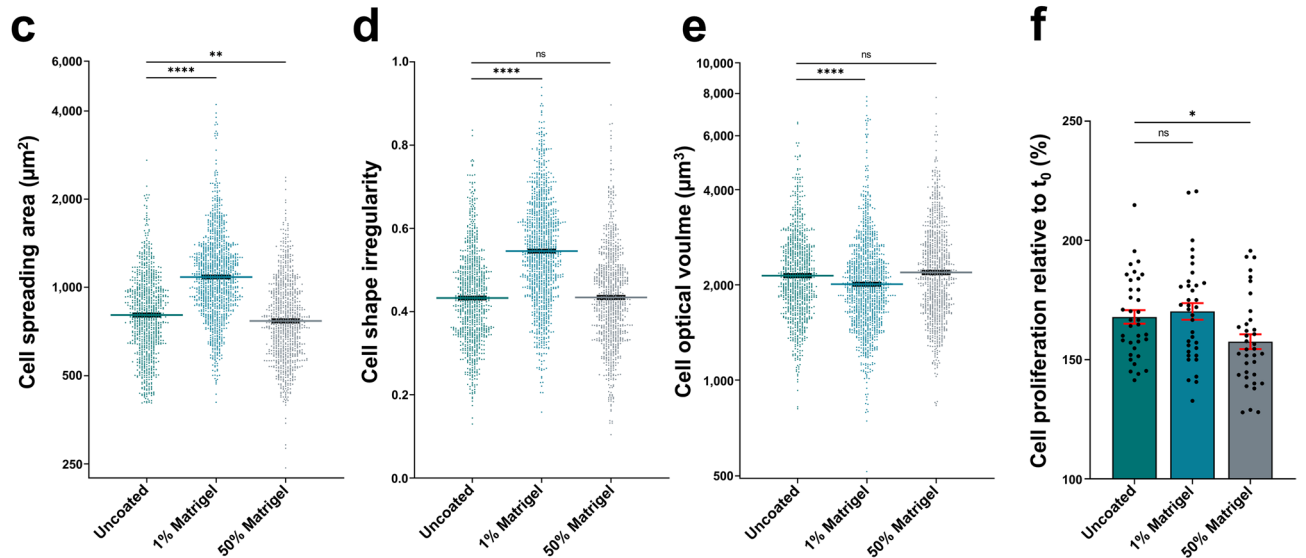 c
Cell spreading area (μm²)
6,000
4,000
2,000
1,000
500
250
**
****
Uncoated
1% Matrigel
50% Matrigel
d
Cell shape irregularity
1.0
0.8
0.6
0.4
0.2
0.0
ns
****
Uncoated
1% Matrigel
50% Matrigel
e
Cell optical voulme (μm³)
10,000
8,000
6,000
4,000
2,000
1,000
500
ns
****
Uncoated
1% Matrigel
50% Matrigel
f
Cell proliferation relative to t₀ (%)
250
200
150
100
*
ns
Uncoated
1% Matrigel
50% Matrigel